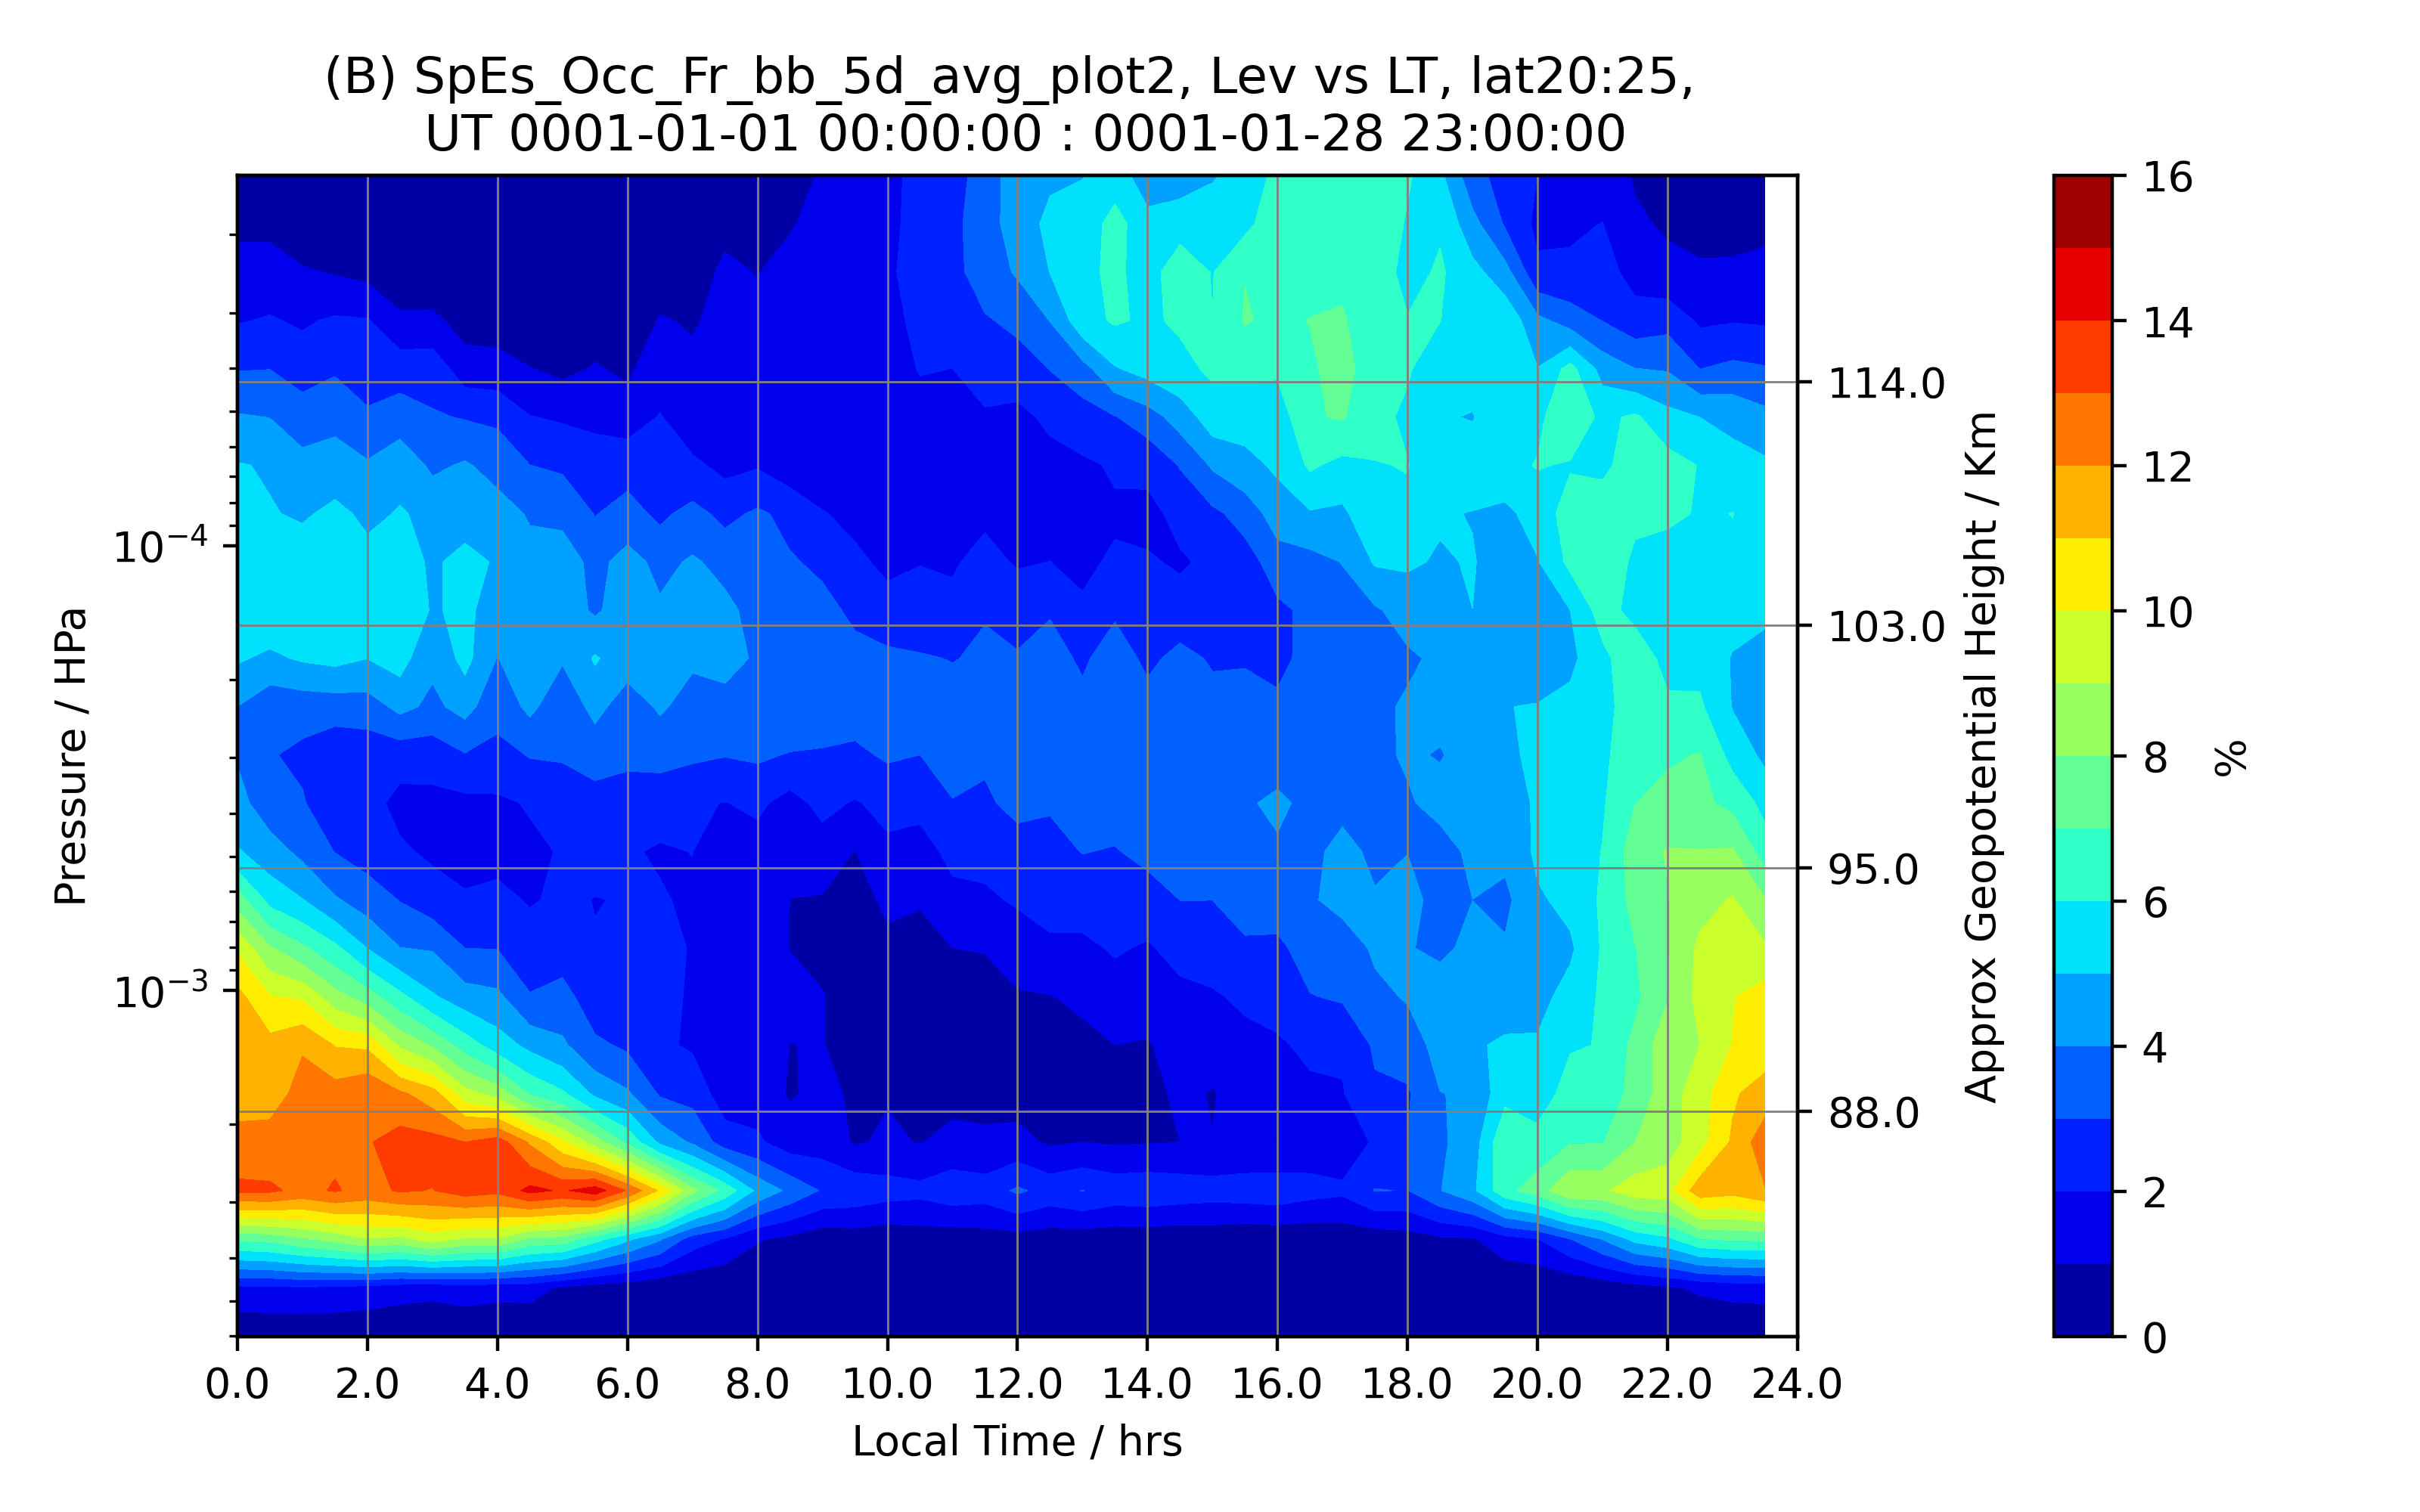 (B) SpEs_Occ_Fr_bb_5d_avg_plot2, Lev vs LT, lat20:25,
UT 0001-01-01 00:00:00 : 0001-01-28 23:00:00
Pressure / HPa
10⁻⁴
10⁻³
0.0 2.0 4.0 6.0 8.0 10.0 12.0 14.0 16.0 18.0 20.0 22.0 24.0
Local Time / hrs
114.0
103.0
95.0
88.0
Approx Geopotential Height / Km
16
14
12
10
8
6
4
2
0
%